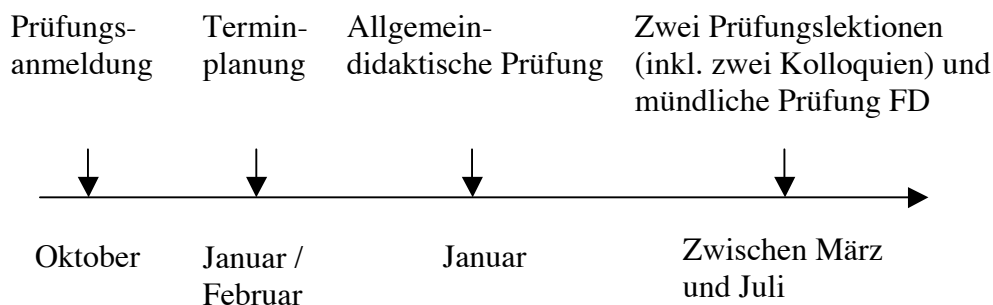 Prüfungs-
anmeldung
Termin-
planung
Allgemein-
didaktische Prüfung
Zwei Prüfungslektionen
(inkl. zwei Kolloquien) und
mündliche Prüfung FD
Oktober
Januar /
Februar
Januar
Zwischen März
und Juli